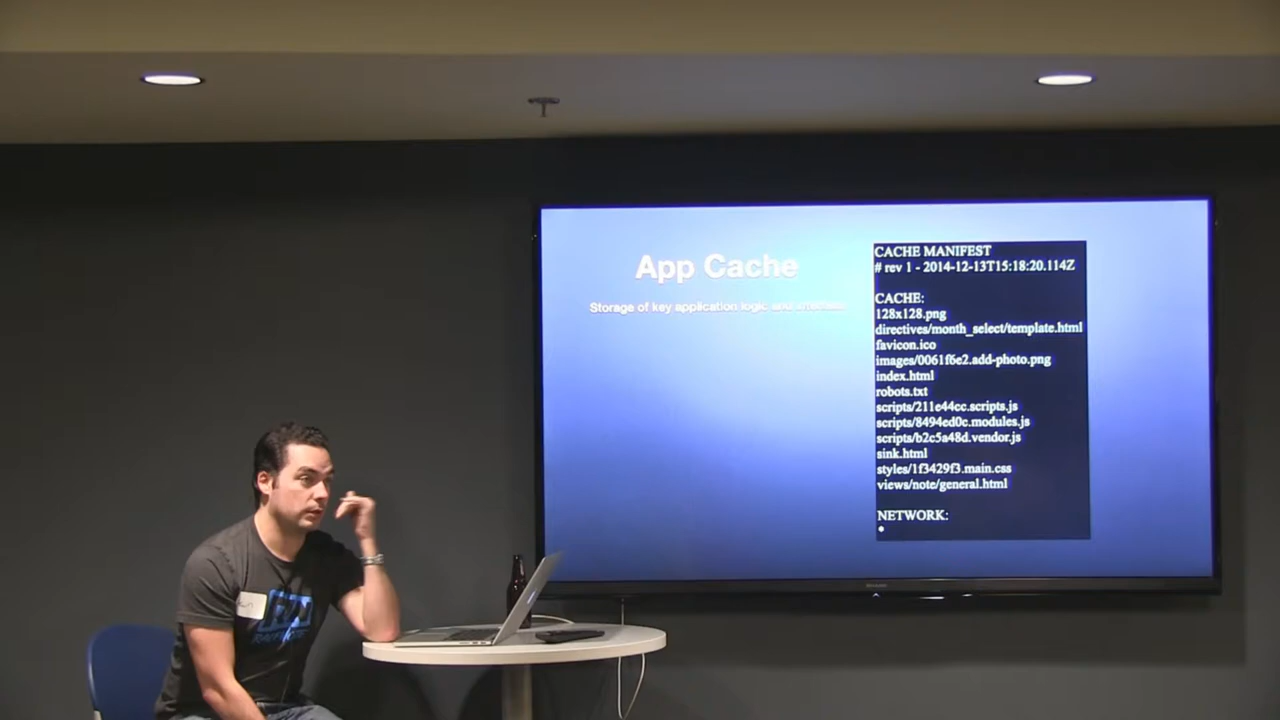 App Cache
Storage of key application logic and interface
CACHE MANIFEST
# rev 1 - 2014-12-13T15:18:20.114Z
CACHE:
128x128.png
directives/month_select/template.html
favicon.ico
images/0061f6e2.add-photo.png
index.html
robots.txt
scripts/211e44cc.scripts.js
scripts/8494ed0c.modules.js
scripts/b2c5a48d.vendor.js
sink.html
styles/1f3429f3.main.css
views/note/general.html
NETWORK:
*